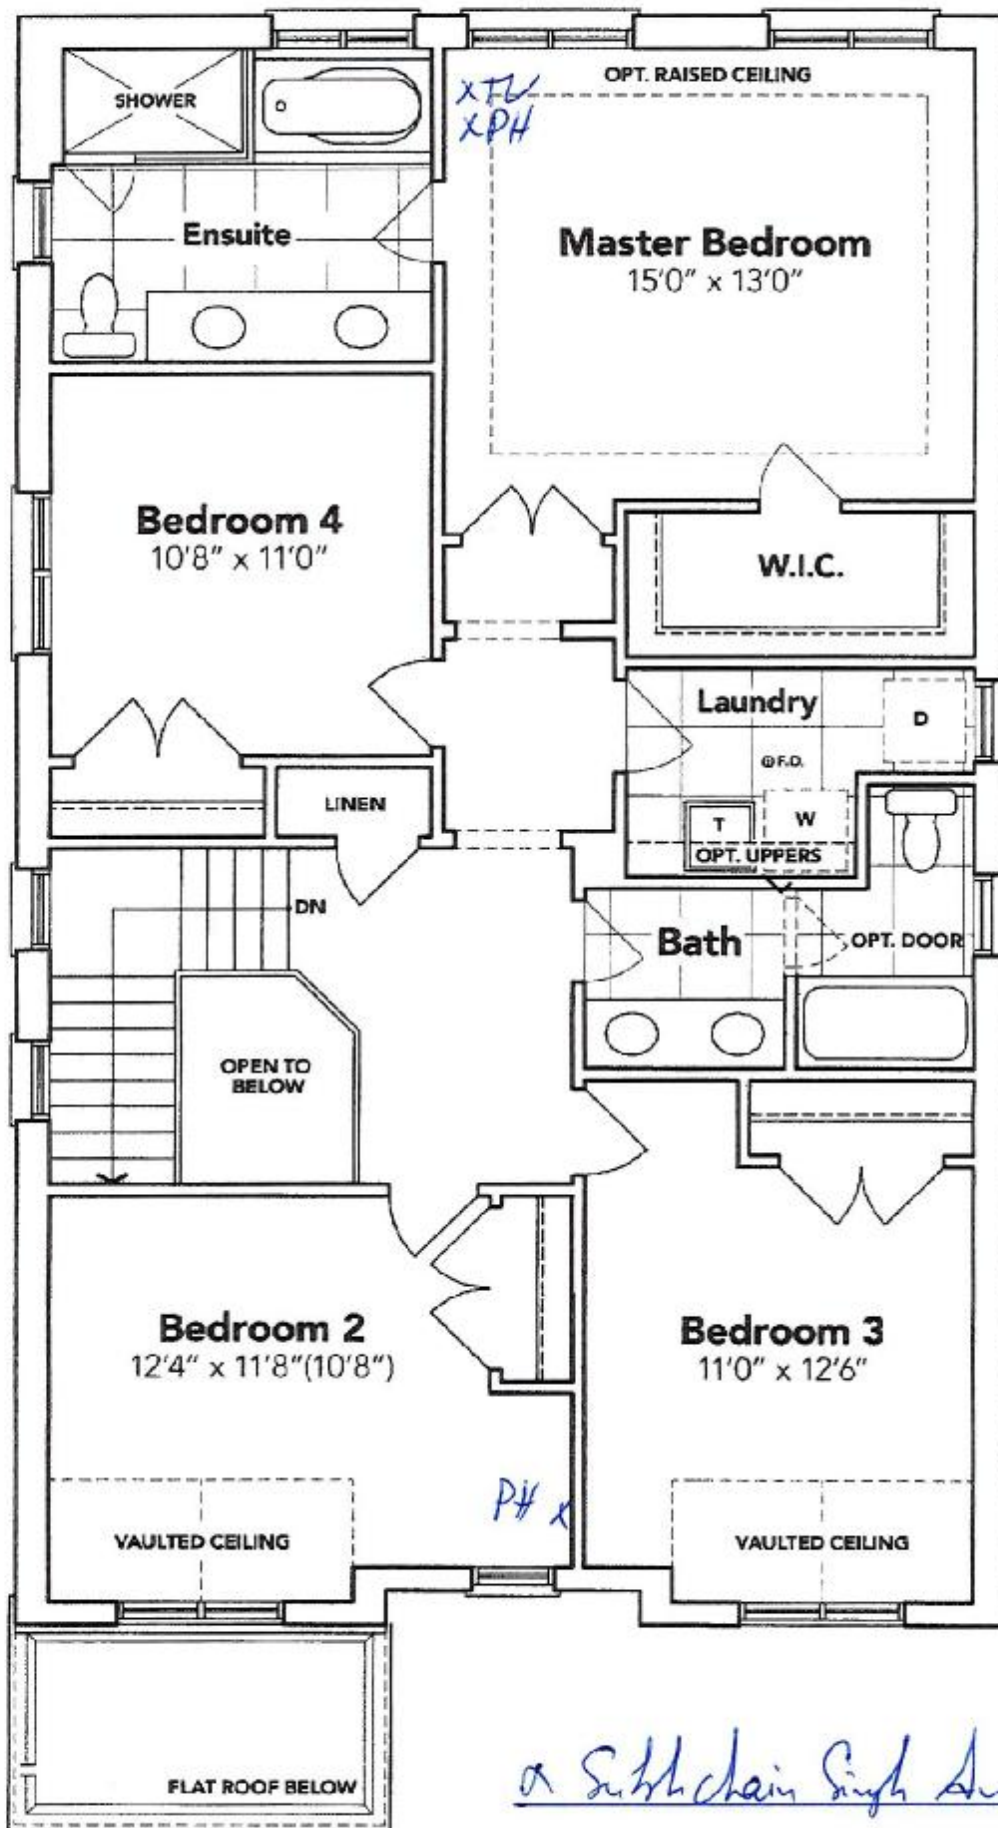 SHOWER
OPT. RAISED CEILING
xTV
xPH
Ensuite
Master Bedroom
15'0" x 13'0"
Bedroom 4
10'8" x 11'0"
W.I.C.
Laundry
D
F.D.
LINEN
T
W
OPT. UPPERS
DN
Bath
OPT. DOOR
OPEN TO
BELOW
Bedroom 2
12'4" x 11'8"(10'8")
Bedroom 3
11'0" x 12'6"
PH x
VAULTED CEILING
VAULTED CEILING
FLAT ROOF BELOW
Singh